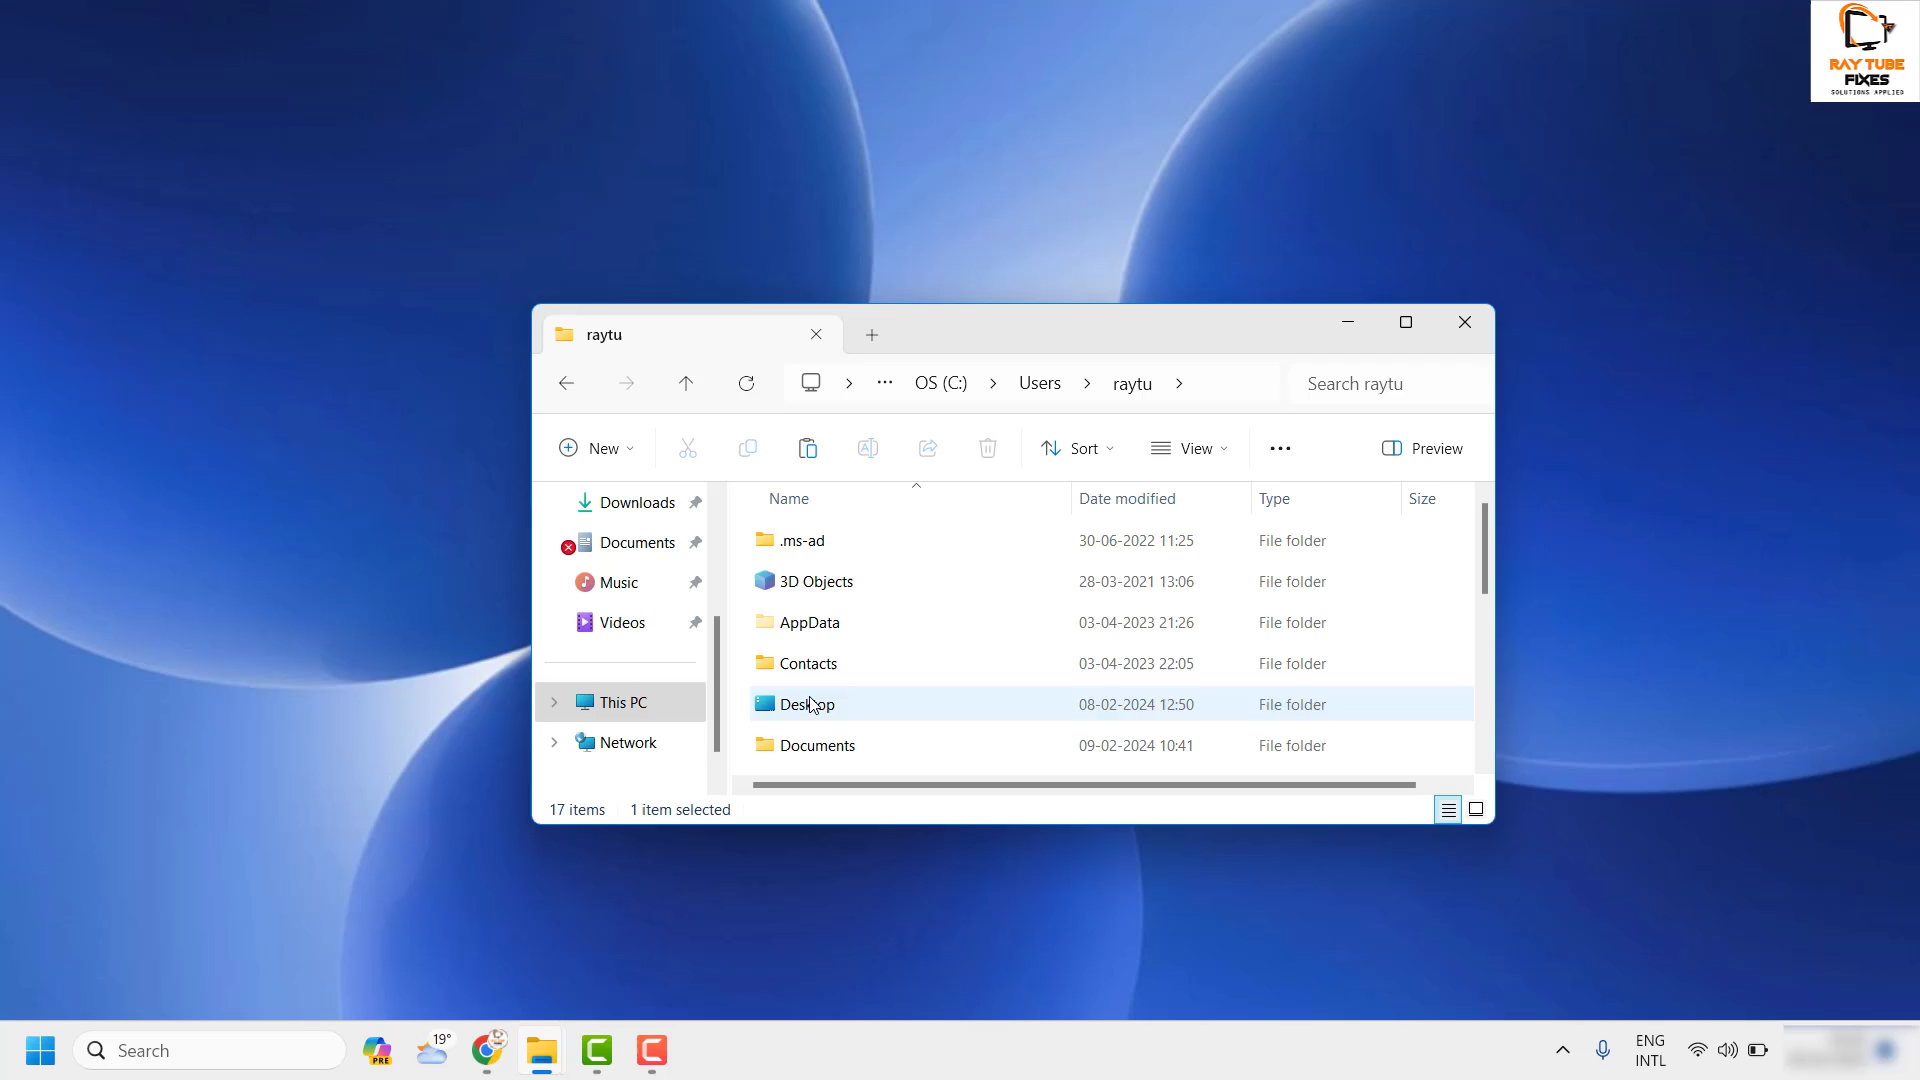 RAY TUBE
FIXES
SOLUTIONS APPLIED
raytu
OS (C:) Users raytu
Search raytu
New
Sort
View
Preview
Downloads
Documents
Music
Videos
This PC
Network
Name Date modified Type Size
.ms-ad 30-06-2022 11:25 File folder
3D Objects 28-03-2021 13:06 File folder
AppData 03-04-2023 21:26 File folder
Contacts 03-04-2023 22:05 File folder
Desktop 08-02-2024 12:50 File folder
Documents 09-02-2024 10:41 File folder
17 items 1 item selected
Search
PRE
19°
ENG
INTL